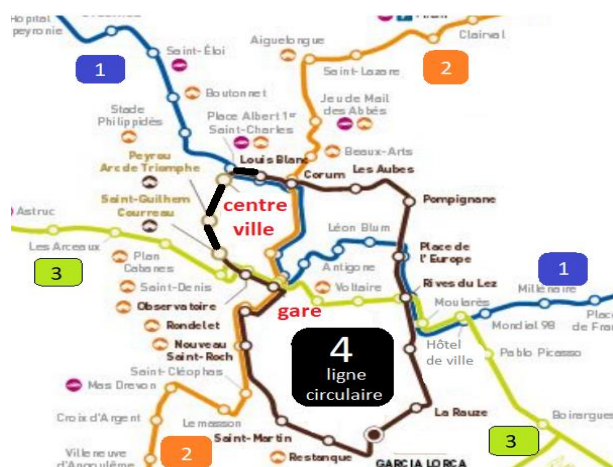 Hôpital
peyronie
Saint-Éloi
1
Boutonnet
Stade
Philippidès
Place Albert 1er
Saint-Charles
Peyrou
Arc de Triomphe
Louis Blanc
Aiguelongue
2
Clairval
Saint-Lazare
Jeu de Mail
des Abbés
Beaux-Arts
Corum
Les Aubes
Pompignane
Saint-Guilhem
Courreau
centre
ville
Astruc
Les Arceaux
3
Plan
Cabanes
Saint-Denis
Observatoire
Rondelet
Nouveau
Saint-Roch
gare
Léon Blum
Antigone
Voltaire
Place de
l'Europe
Rives du Lez
Moularès
Millénaire
1
Mondial 98
Place
de Fran
Hôtel
de ville
Pablo Picasso
4
ligne
circulaire
Saint-Cléophas
Mas Drevon
Lemasson
Croix d'Argent
Villeneuve
d'Angoulême
2
Saint-Martin
Restanque
La Rauze
GARCIA LORCA
3
Boirargues